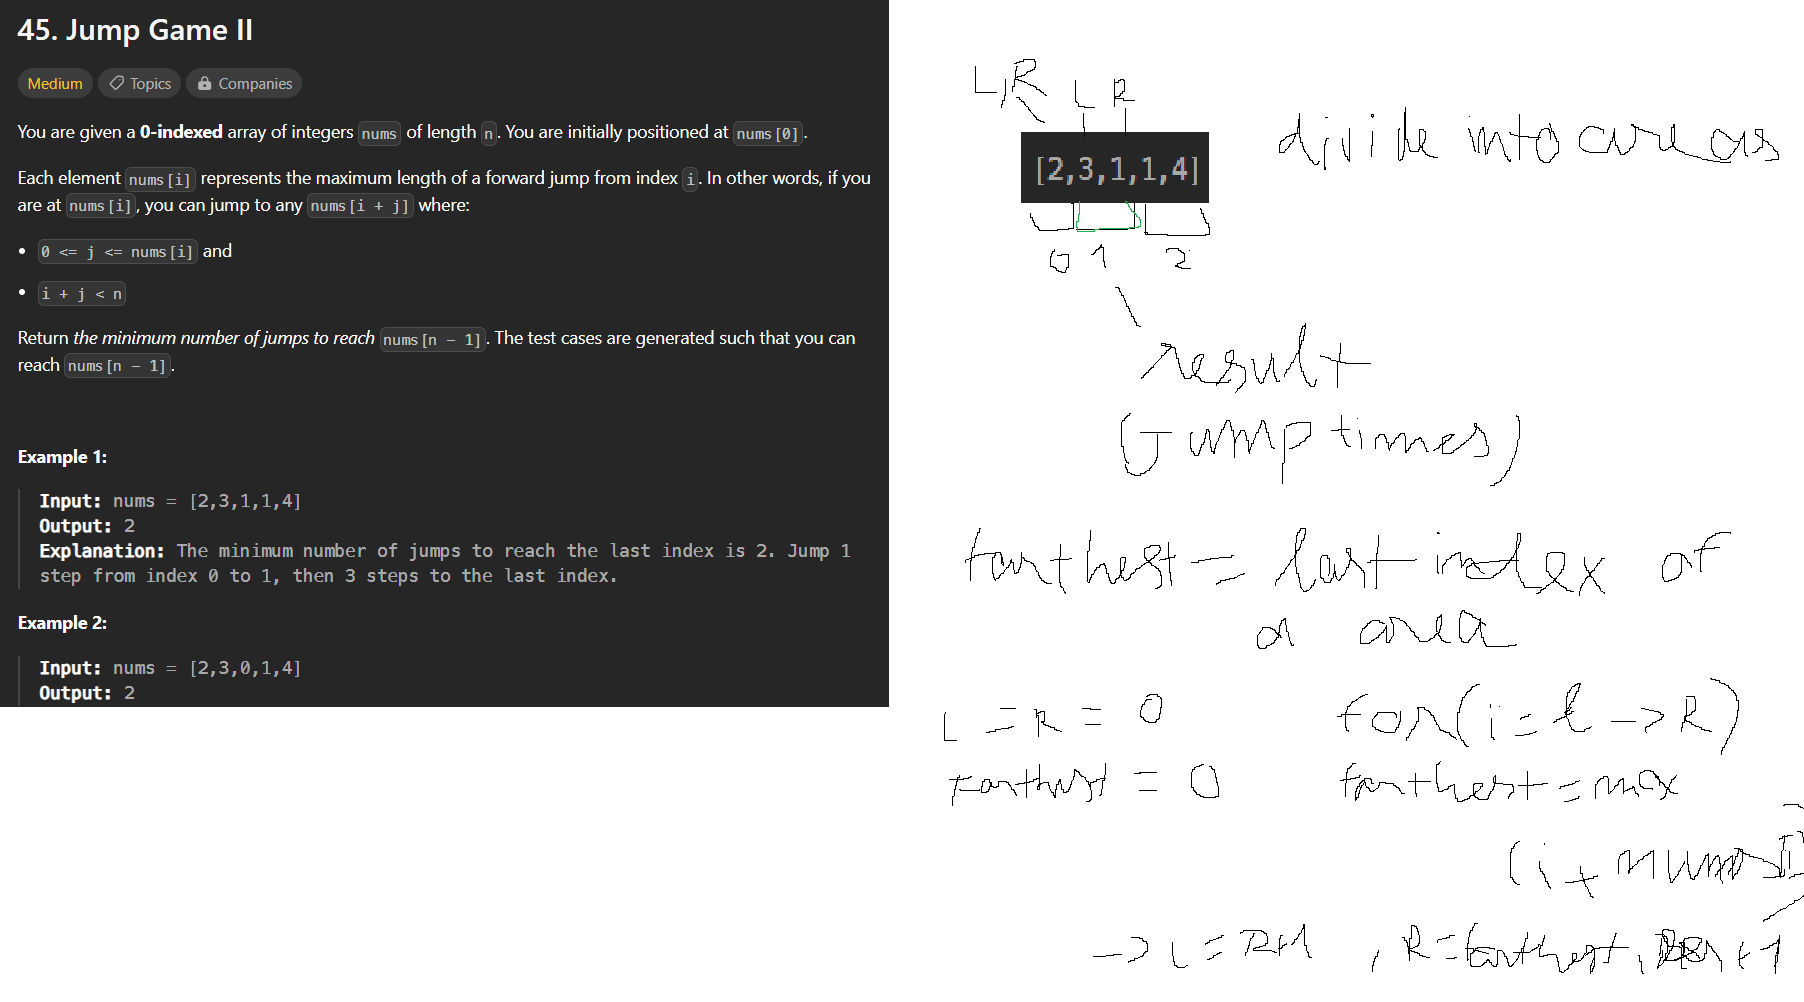 45. Jump Game II
Medium
Topics
Companies
You are given a 0-indexed array of integers nums of length n. You are initially positioned at nums[0].
Each element nums[i] represents the maximum length of a forward jump from index i. In other words, if you
are at nums[i], you can jump to any nums[i + j] where:
• 0 <= j <= nums[i] and
• i + j < n
Return the minimum number of jumps to reach nums[n - 1]. The test cases are generated such that you can
reach nums[n - 1].
Example 1:
Input: nums = [2,3,1,1,4]
Output: 2
Explanation: The minimum number of jumps to reach the last index is 2. Jump 1
step from index 0 to 1, then 3 steps to the last index.
Example 2:
Input: nums = [2,3,0,1,4]
Output: 2
L,R L R
[2,3,1,1,4]
0 1 2
divide into areas
result
(Jump times)
farthest = last index of
a area
L = R = 0
farthest = 0
for(i = l -> R)
farthest = max
(i + nums[i]
-> L = R+1 , R = farthest, +1